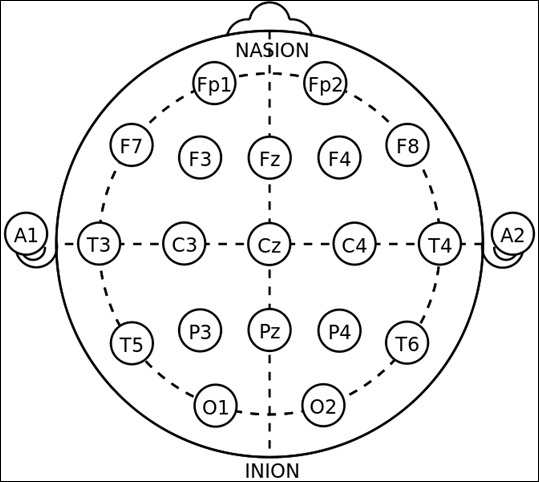 NASION
Fp1 Fp2
F7 F3 Fz F4 F8
A1 T3 C3 Cz C4 T4 A2
T5 P3 Pz P4 T6
O1 O2
INION